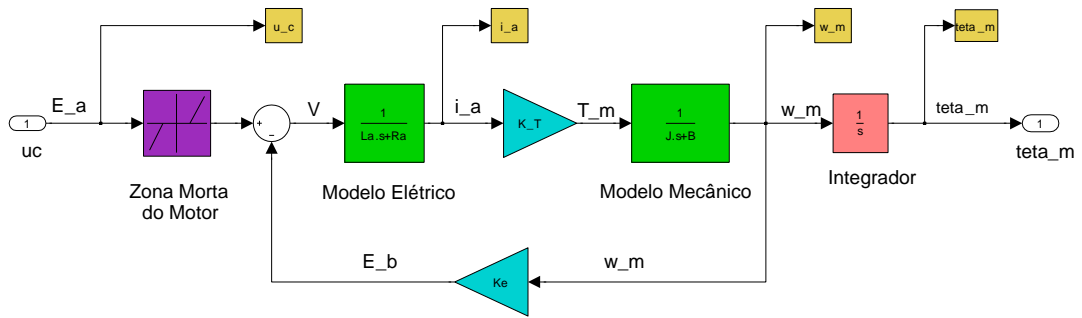 u_c
i_a
w_m
teta_m
E_a
V
i_a
T_m
w_m
teta_m
1
+
-
1
La.s+Ra
K_T
1
J.s+B
1
s
1
uc
teta_m
Zona Morta
do Motor
Modelo Elétrico
Modelo Mecânico
Integrador
E_b
Ke
w_m